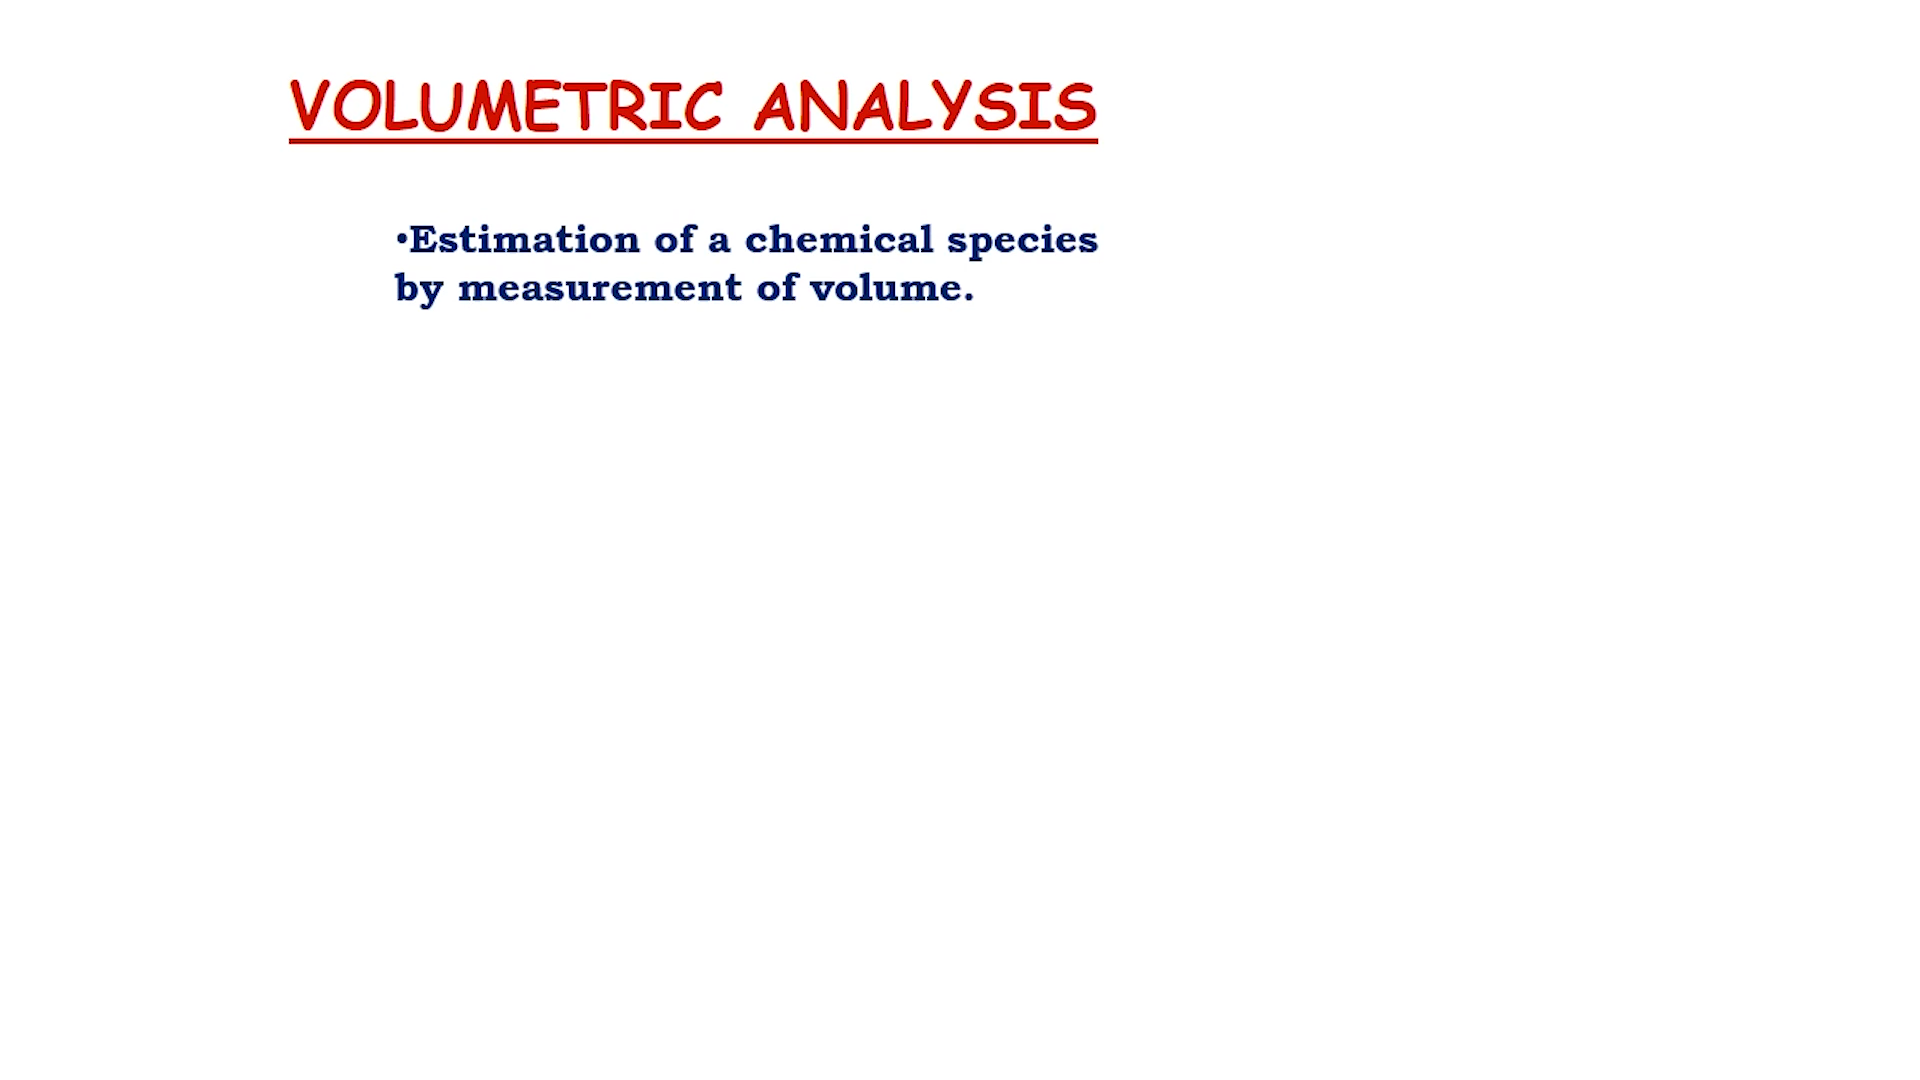 VOLUMETRIC ANALYSIS
•Estimation of a chemical species
by measurement of volume.